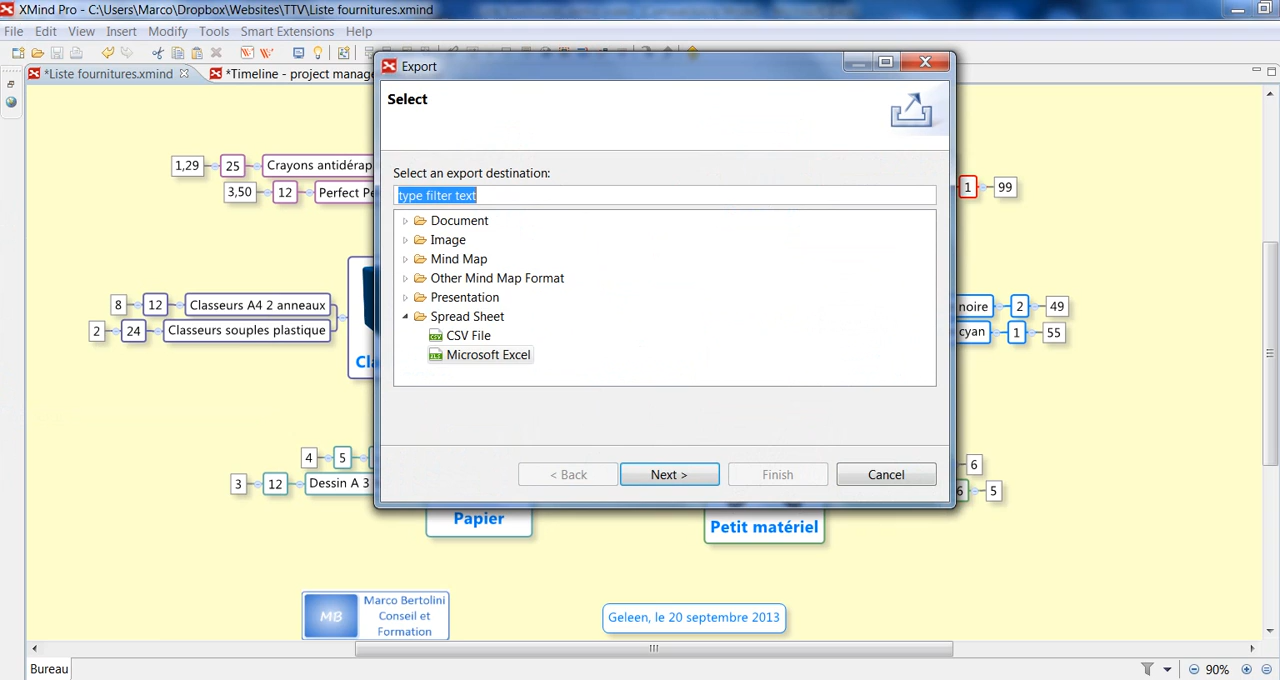 XMind Pro - C:\Users\Marco\Dropbox\Websites\TTV\Liste fournitures.xmind
File Edit View Insert Modify Tools Smart Extensions Help
*Liste fournitures.xmind
*Timeline - project manage
Export
Select
Select an export destination:
type filter text
Document
Image
Mind Map
Other Mind Map Format
Presentation
Spread Sheet
CSV File
Microsoft Excel
< Back
Next >
Finish
Cancel
1,29 25 Crayons antidérap
3,50 12 Perfect Pe
1 99
8 12 Classeurs A4 2 anneaux
2 24 Classeurs souples plastique
Cla
noire 2 49
cyan 1 55
4 5
3 12 Dessin A 3
6
6 5
Papier
Petit matériel
MB
Marco Bertolini
Conseil et
Formation
Geleen, le 20 septembre 2013
Bureau
90%